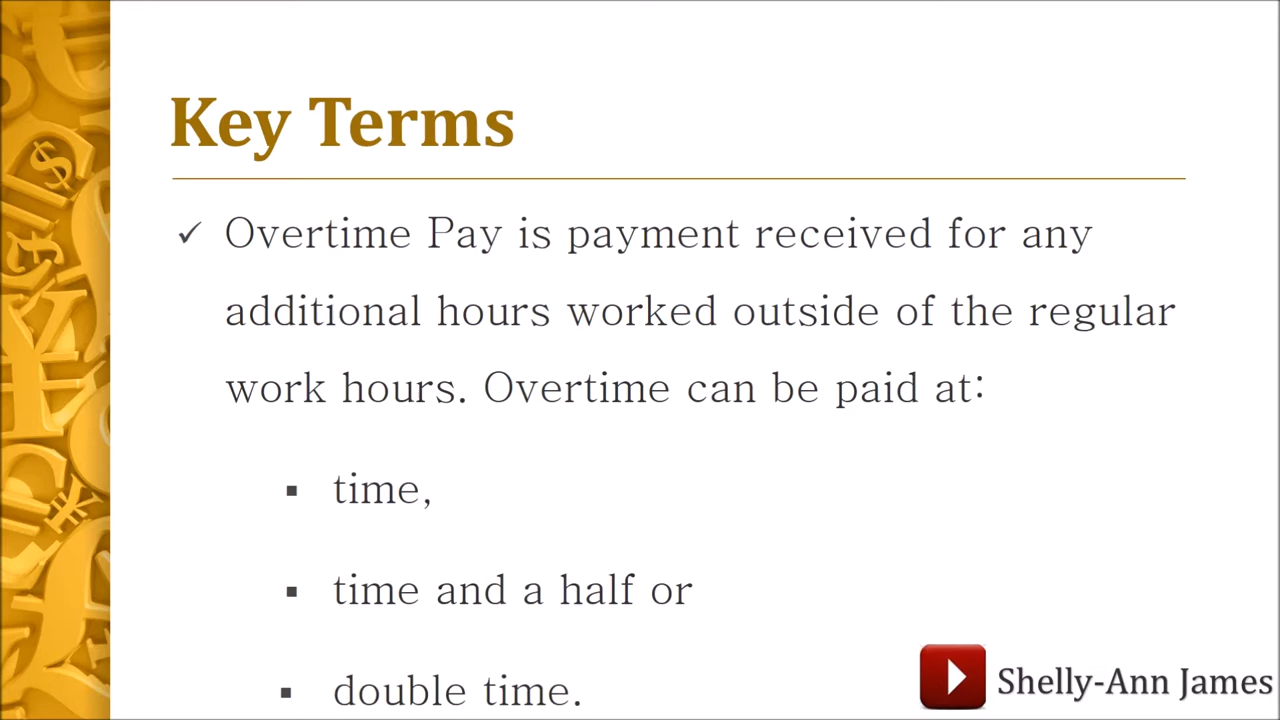 Key Terms
✓ Overtime Pay is payment received for any
additional hours worked outside of the regular
work hours. Overtime can be paid at:
▪ time,
▪ time and a half or
▪ double time.
Shelly-Ann James